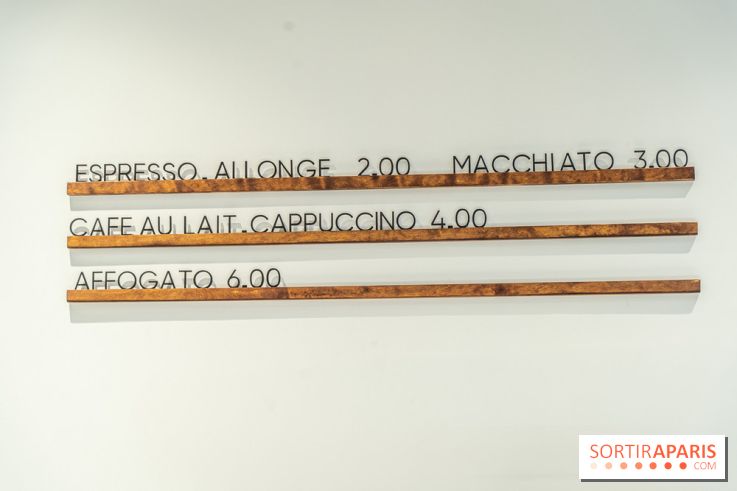 ESPRESSO - ALLONGE 2.00 MACCHIATO 3.00
CAFE AU LAIT - CAPPUCCINO 4.00
AFFOGATO 6.00
SORTIRAPARIS
.COM